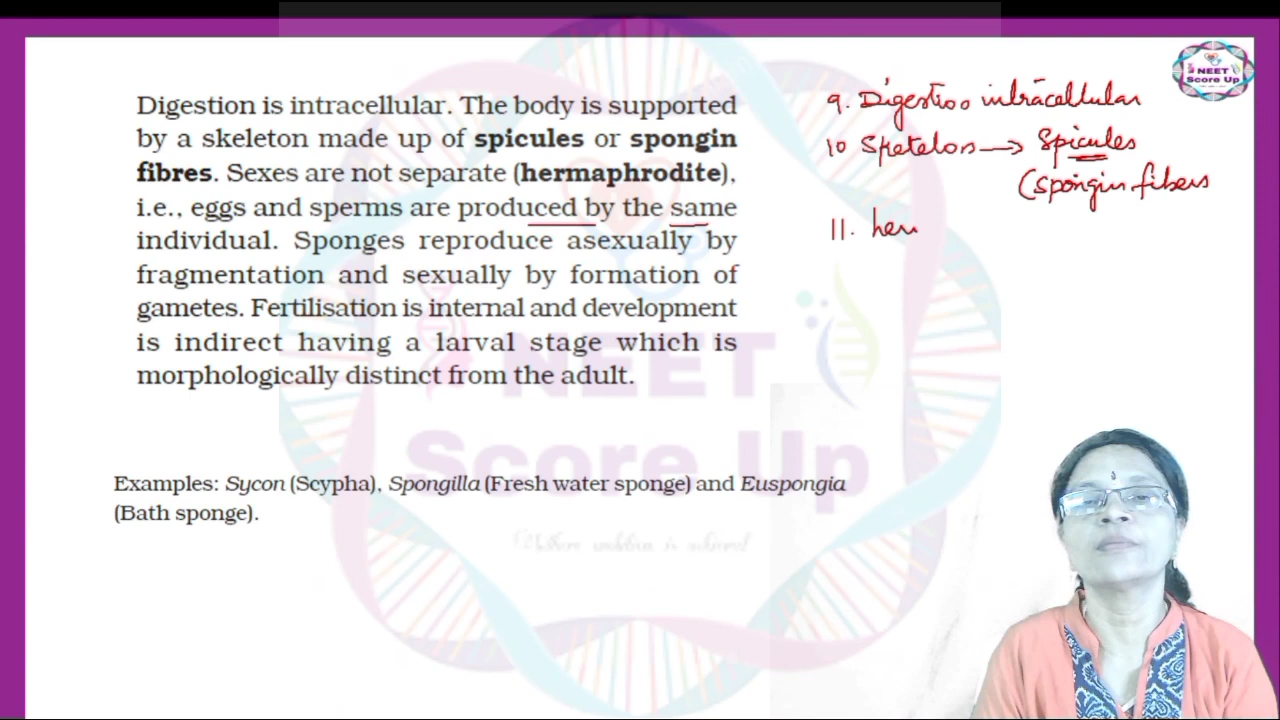 Digestion is intracellular. The body is supported
by a skeleton made up of spicules or spongin
fibres. Sexes are not separate (hermaphrodite),
i.e., eggs and sperms are produced by the same
individual. Sponges reproduce asexually by
fragmentation and sexually by formation of
gametes. Fertilisation is internal and development
is indirect having a larval stage which is
morphologically distinct from the adult.
Examples: Sycon (Scypha), Spongilla (Fresh water sponge) and Euspongia
(Bath sponge).
9. Digestion intracellular
10 Skeleton → Spicules
(spongin fibers
11. her
NEET
Score Up
NEET
Score Up